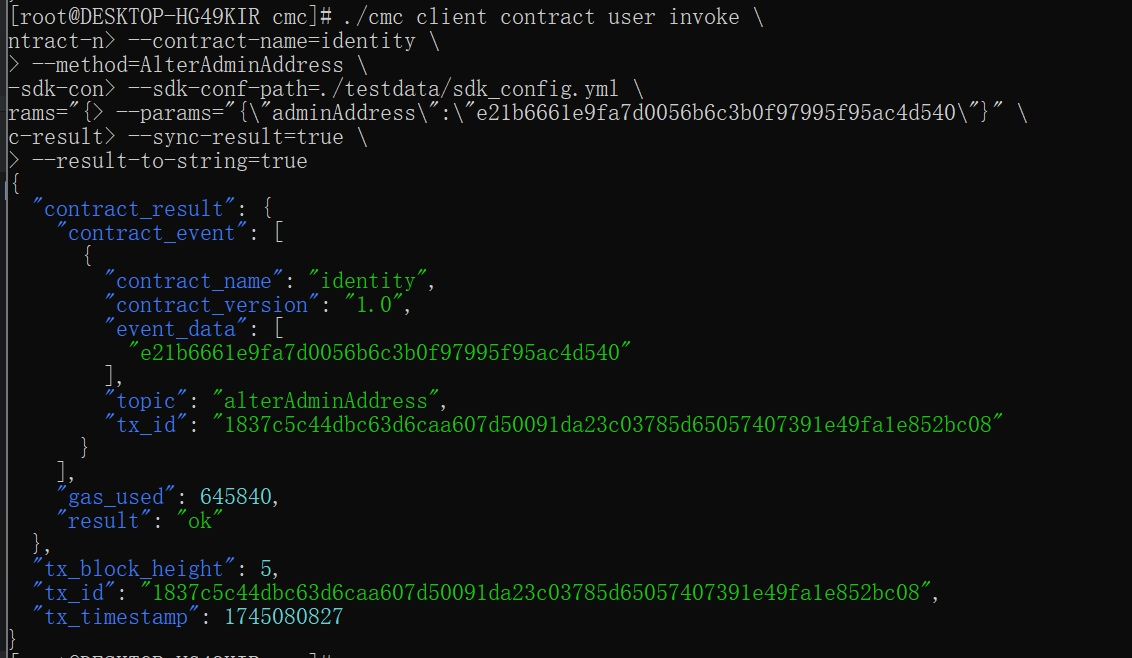 [root@DESKTOP-HG49KIR cmc]# ./cmc client contract user invoke \
ntract-n> --contract-name=identity \
> --method=AlterAdminAddress \
-sdk-con> --sdk-conf-path=./testdata/sdk_config.yml \
rams="{> --params="{\"adminAddress\":\"e21b6661e9fa7d0056b6c3b0f97995f95ac4d540\"}" \
c-result> --sync-result=true \
> --result-to-string=true
{
"contract_result": {
"contract_event": [
{
"contract_name": "identity",
"contract_version": "1.0",
"event_data": [
"e21b6661e9fa7d0056b6c3b0f97995f95ac4d540"
],
"topic": "alterAdminAddress",
"tx_id": "1837c5c44dbc63d6caa607d50091da23c03785d65057407391e49fa1e852bc08"
}
],
"gas_used": 645840,
"result": "ok"
},
"tx_block_height": 5,
"tx_id": "1837c5c44dbc63d6caa607d50091da23c03785d65057407391e49fa1e852bc08",
"tx_timestamp": 1745080827
}